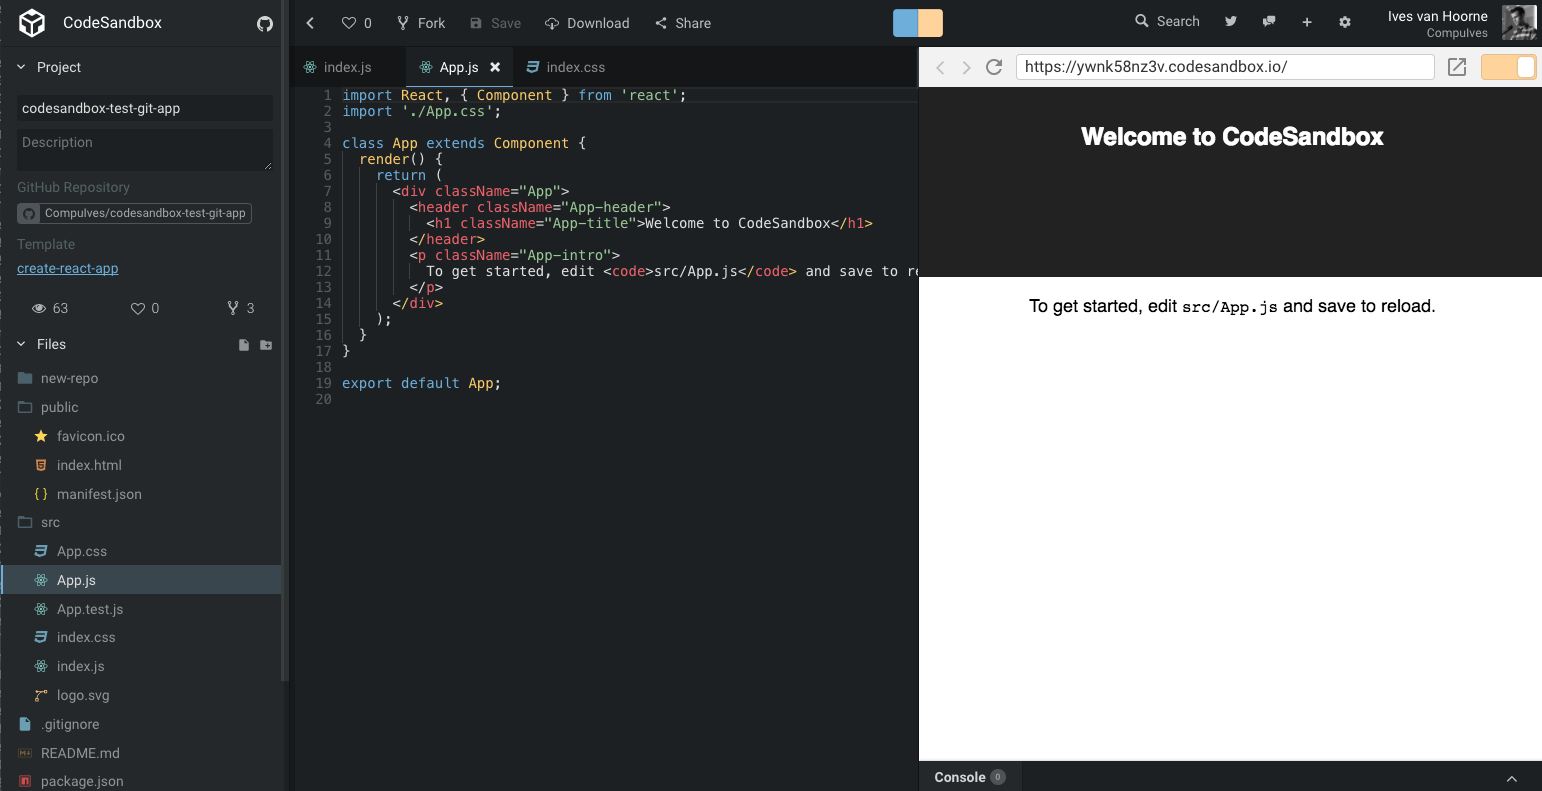 CodeSandbox
0
Fork
Save
Download
Share
Search
Ives van Hoorne
Compulves
Project
codesandbox-test-git-app
Description
GitHub Repository
Compulves/codesandbox-test-git-app
Template
create-react-app
63
0
3
Files
new-repo
public
favicon.ico
index.html
manifest.json
src
App.css
App.js
App.test.js
index.css
index.js
logo.svg
.gitignore
README.md
package.json
index.js
App.js
index.css
1 import React, { Component } from 'react';
2 import './App.css';
3
4 class App extends Component {
5 render() {
6 return (
7 <div className="App">
8 <header className="App-header">
9 <h1 className="App-title">Welcome to CodeSandbox</h1>
10 </header>
11 <p className="App-intro">
12 To get started, edit <code>src/App.js</code> and save to re
13 </p>
14 </div>
15 );
16 }
17 }
18
19 export default App;
20
https://ywnk58nz3v.codesandbox.io/
Welcome to CodeSandbox
To get started, edit src/App.js and save to reload.
Console 0